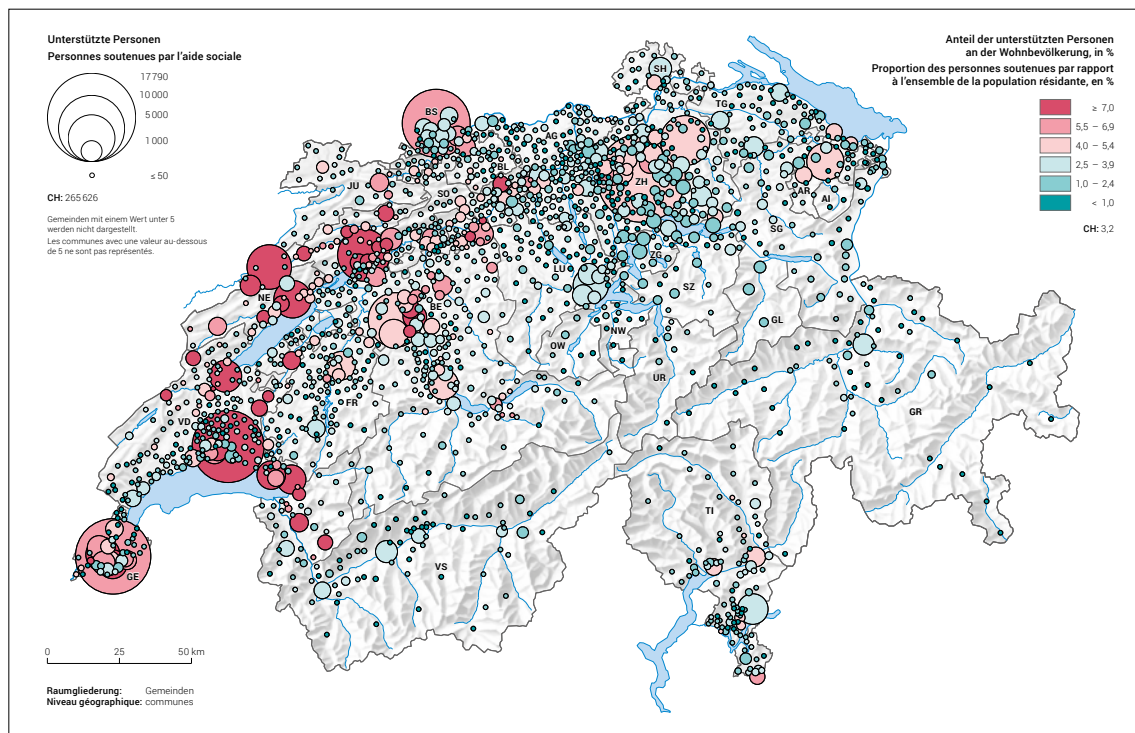 Unterstützte Personen
Personnes soutenues par l'aide sociale
17 790
10 000
5 000
1 000
≤ 50
CH: 265 626
Gemeinden mit einem Wert unter 5
werden nicht dargestellt.
Les communes avec une valeur au-dessous
de 5 ne sont pas représentés.
Anteil der unterstützten Personen
an der Wohnbevölkerung, in %
Proportion des personnes soutenues par rapport
à l'ensemble de la population résidante, en %
≥ 7,0
5,5 – 6,9
4,0 – 5,4
2,5 – 3,9
1,0 – 2,4
< 1,0
CH: 3,2
SH
TG
BS
AG
BL
JU
SO
ZH
AR
AI
SG
ZG
LU
NE
BE
SZ
GL
NW
OW
UR
FR
GR
VD
TI
VS
GE
0 25 50 km
Raumgliederung: Gemeinden
Niveau géographique: communes